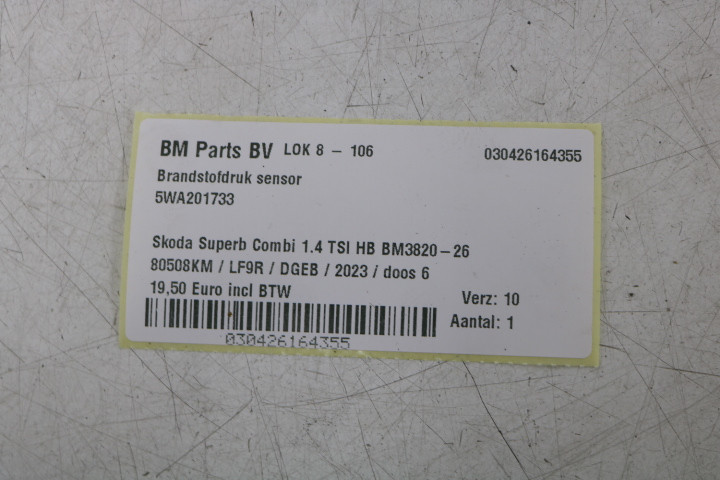 BM Parts BV LOK 8 - 106 030426164355
Brandstofdruk sensor
5WA201733
Skoda Superb Combi 1.4 TSI HB BM3820-26
80508KM / LF9R / DGEB / 2023 / doos 6
19,50 Euro incl BTW Verz: 10
Aantal: 1
030426164355